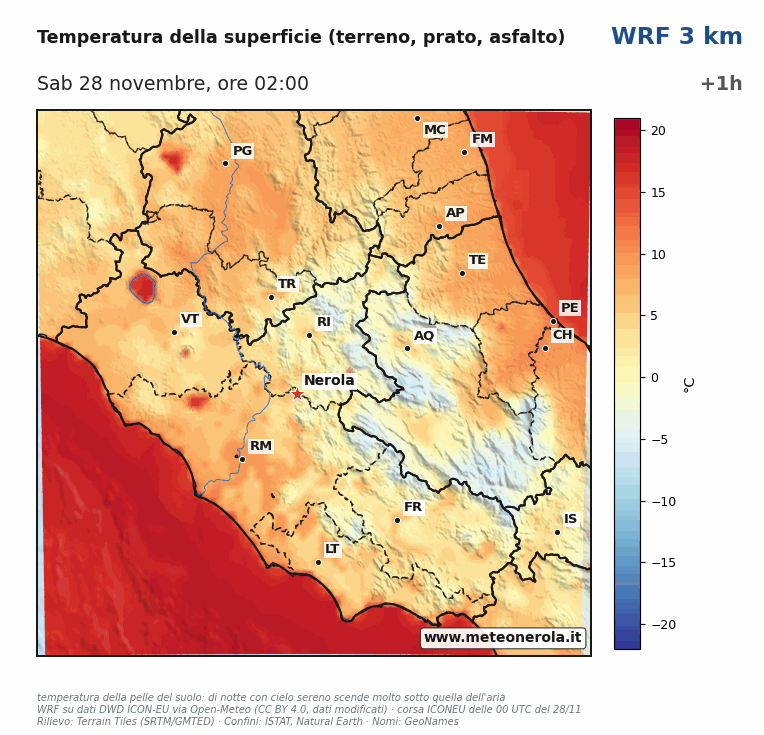 Temperatura della superficie (terreno, prato, asfalto)
WRF 3 km
Sab 28 novembre, ore 02:00
+1h
MC
FM
PG
AP
TE
TR
PE
VT
RI
AQ
CH
Nerola
RM
FR
IS
LT
www.meteonerola.it
20
15
10
5
0
−5
−10
−15
−20
°C
temperatura della pelle del suolo: di notte con cielo sereno scende molto sotto quella dell'aria
WRF su dati DWD ICON-EU via Open-Meteo (CC BY 4.0, dati modificati) · corsa ICONEU delle 00 UTC del 28/11
Rilievo: Terrain Tiles (SRTM/GMTED) · Confini: ISTAT, Natural Earth · Nomi: GeoNames